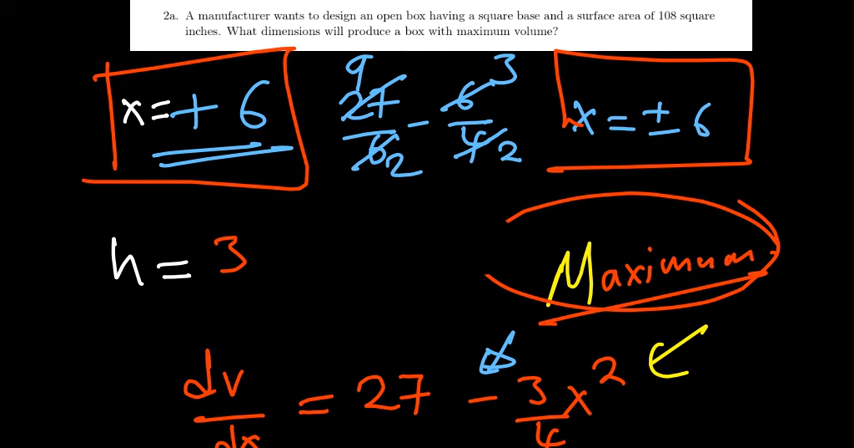 2a. A manufacturer wants to design an open box having a square base and a surface area of 108 square
inches. What dimensions will produce a box with maximum volume?
x = + 6
9 3
27/6 - 6/4
2 2
x = ± 6
h = 3
Maximum
dv/dx = 27 - 3/4 x²